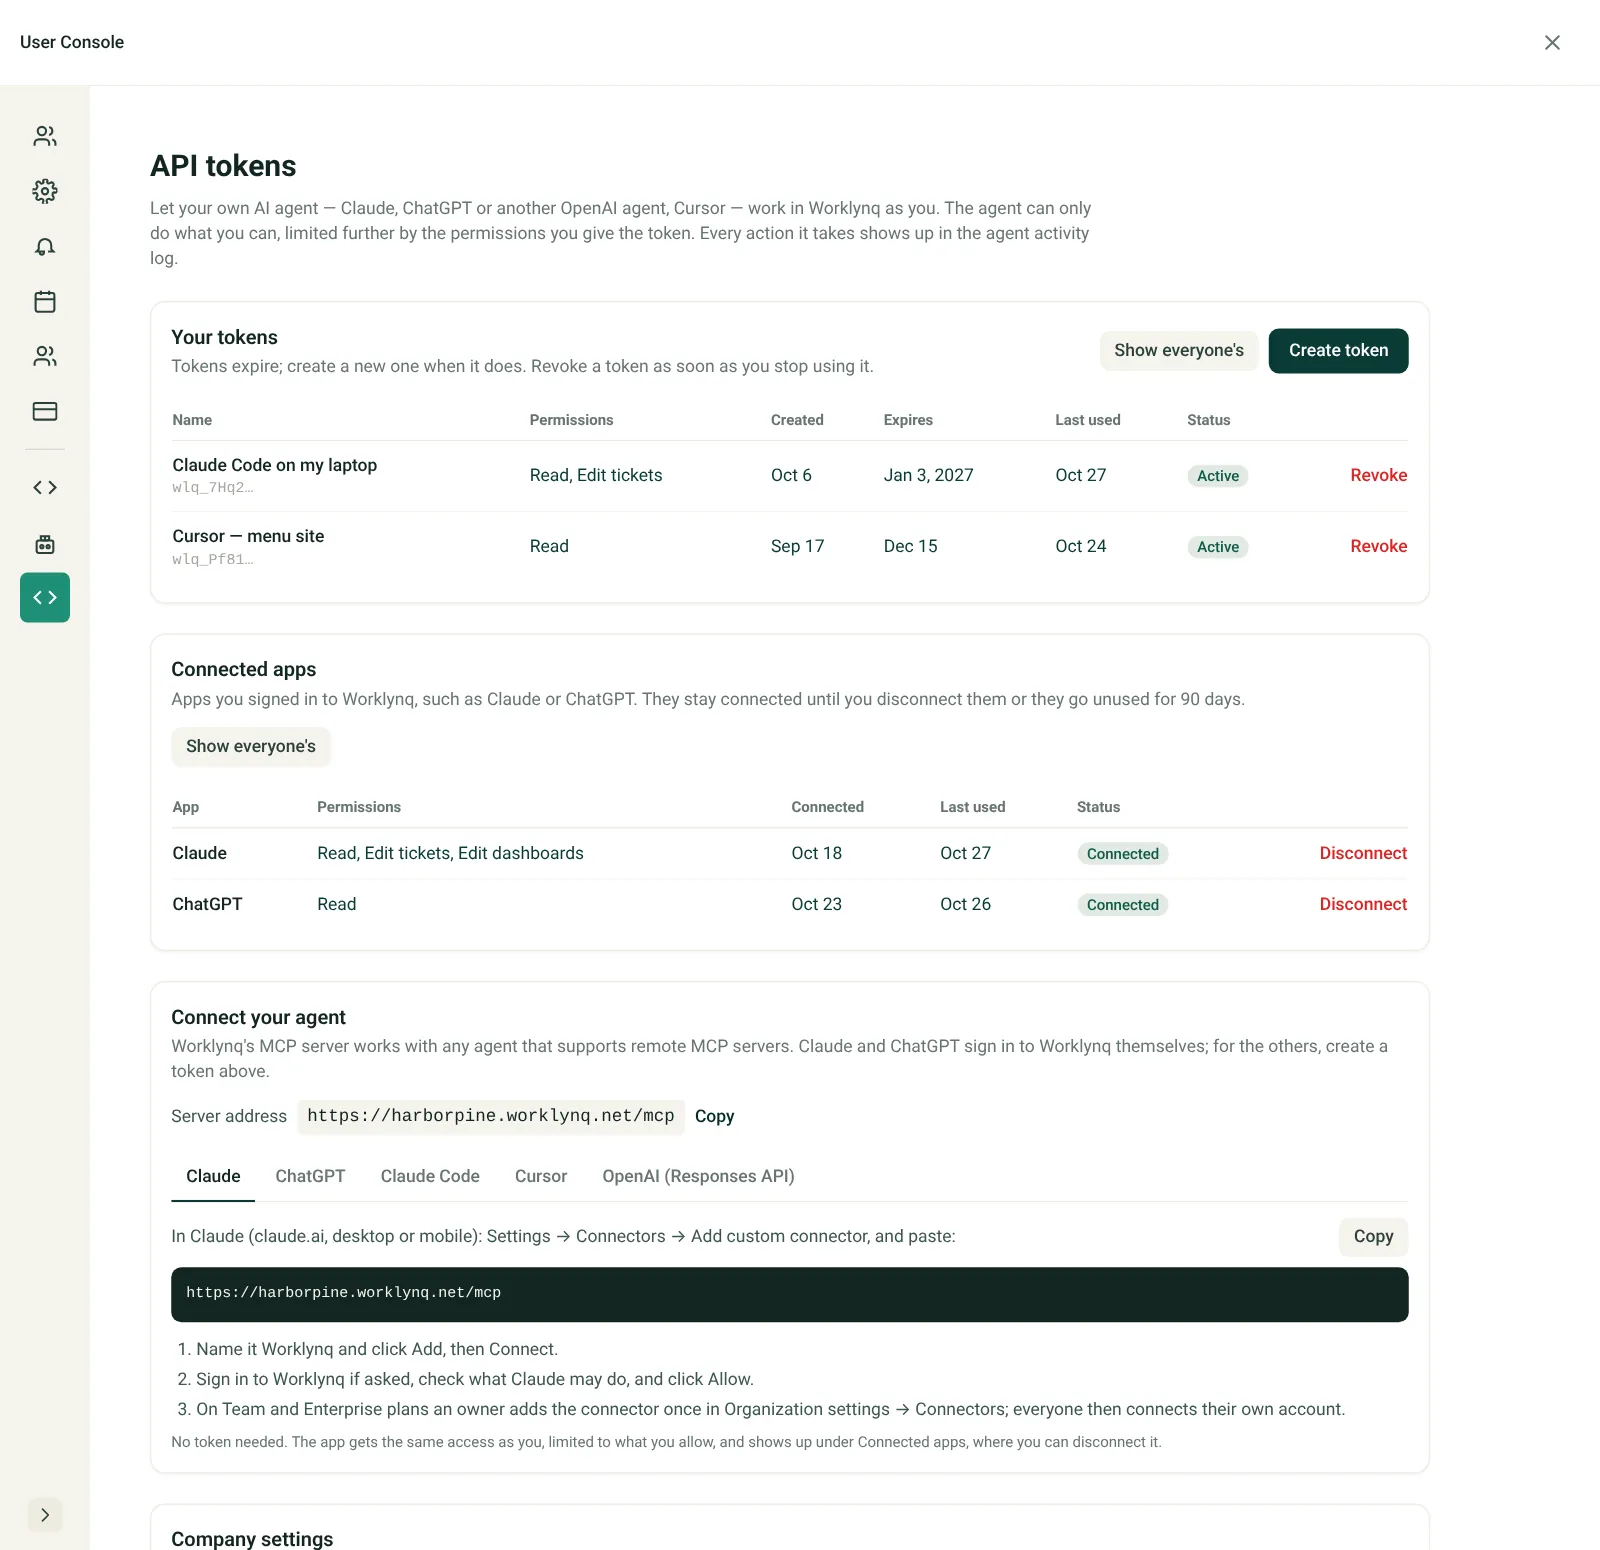 User Console
API tokens
Let your own AI agent — Claude, ChatGPT or another OpenAI agent, Cursor — work in Worklynq as you. The agent can only
do what you can, limited further by the permissions you give the token. Every action it takes shows up in the agent activity
log.
Your tokens
Tokens expire; create a new one when it does. Revoke a token as soon as you stop using it.
Show everyone's
Create token
Name Permissions Created Expires Last used Status
Claude Code on my laptop
wlq_7Hq2…
Read, Edit tickets Oct 6 Jan 3, 2027 Oct 27 Active Revoke
Cursor — menu site
wlq_Pf81…
Read Sep 17 Dec 15 Oct 24 Active Revoke
Connected apps
Apps you signed in to Worklynq, such as Claude or ChatGPT. They stay connected until you disconnect them or they go unused for 90 days.
Show everyone's
App Permissions Connected Last used Status
Claude Read, Edit tickets, Edit dashboards Oct 18 Oct 27 Connected Disconnect
ChatGPT Read Oct 23 Oct 26 Connected Disconnect
Connect your agent
Worklynq's MCP server works with any agent that supports remote MCP servers. Claude and ChatGPT sign in to Worklynq themselves; for the others, create a
token above.
Server address https://harborpine.worklynq.net/mcp Copy
Claude ChatGPT Claude Code Cursor OpenAI (Responses API)
In Claude (claude.ai, desktop or mobile): Settings → Connectors → Add custom connector, and paste:
Copy
https://harborpine.worklynq.net/mcp
1. Name it Worklynq and click Add, then Connect.
2. Sign in to Worklynq if asked, check what Claude may do, and click Allow.
3. On Team and Enterprise plans an owner adds the connector once in Organization settings → Connectors; everyone then connects their own account.
No token needed. The app gets the same access as you, limited to what you allow, and shows up under Connected apps, where you can disconnect it.
Company settings